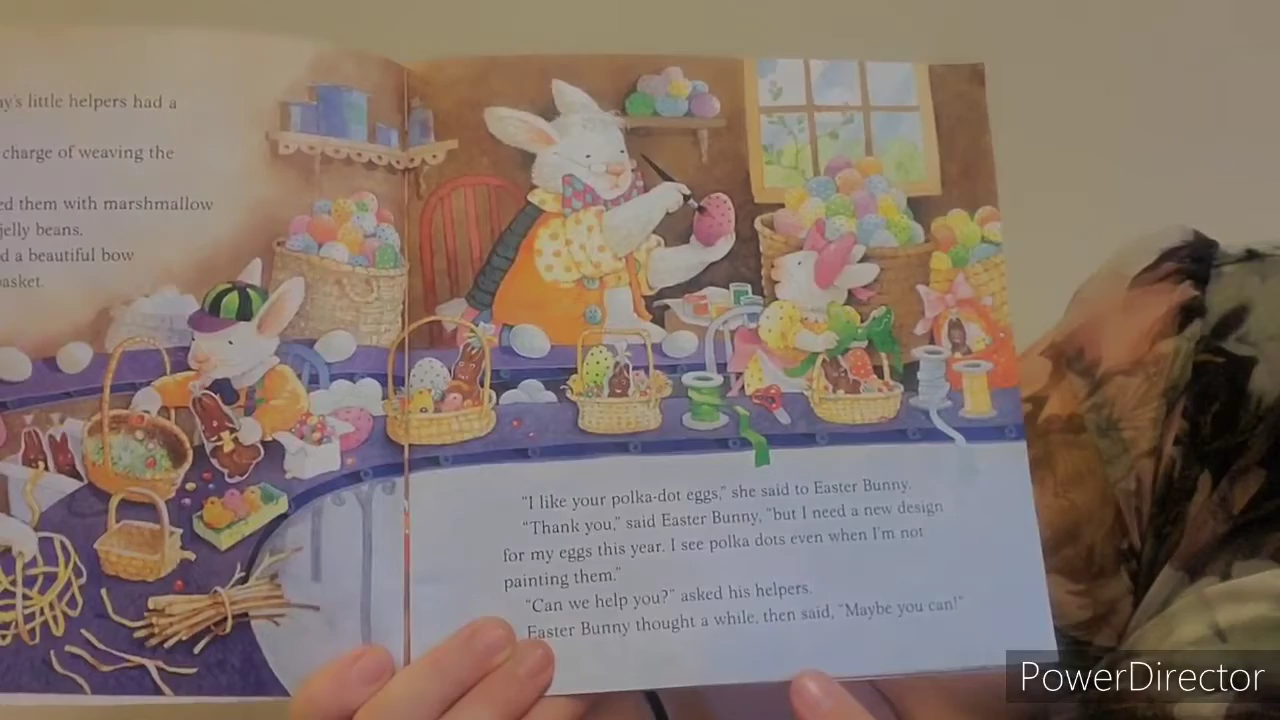 's little helpers had a
charge of weaving the
them with marshmallow
jelly beans.
a beautiful bow
"I like your polka-dot eggs," she said to Easter Bunny.
"Thank you," said Easter Bunny, "but I need a new design
for my eggs this year. I see polka dots even when I'm not
painting them."
"Can we help you?" asked his helpers.
Easter Bunny thought a while, then said, "Maybe you can!"
PowerDirector